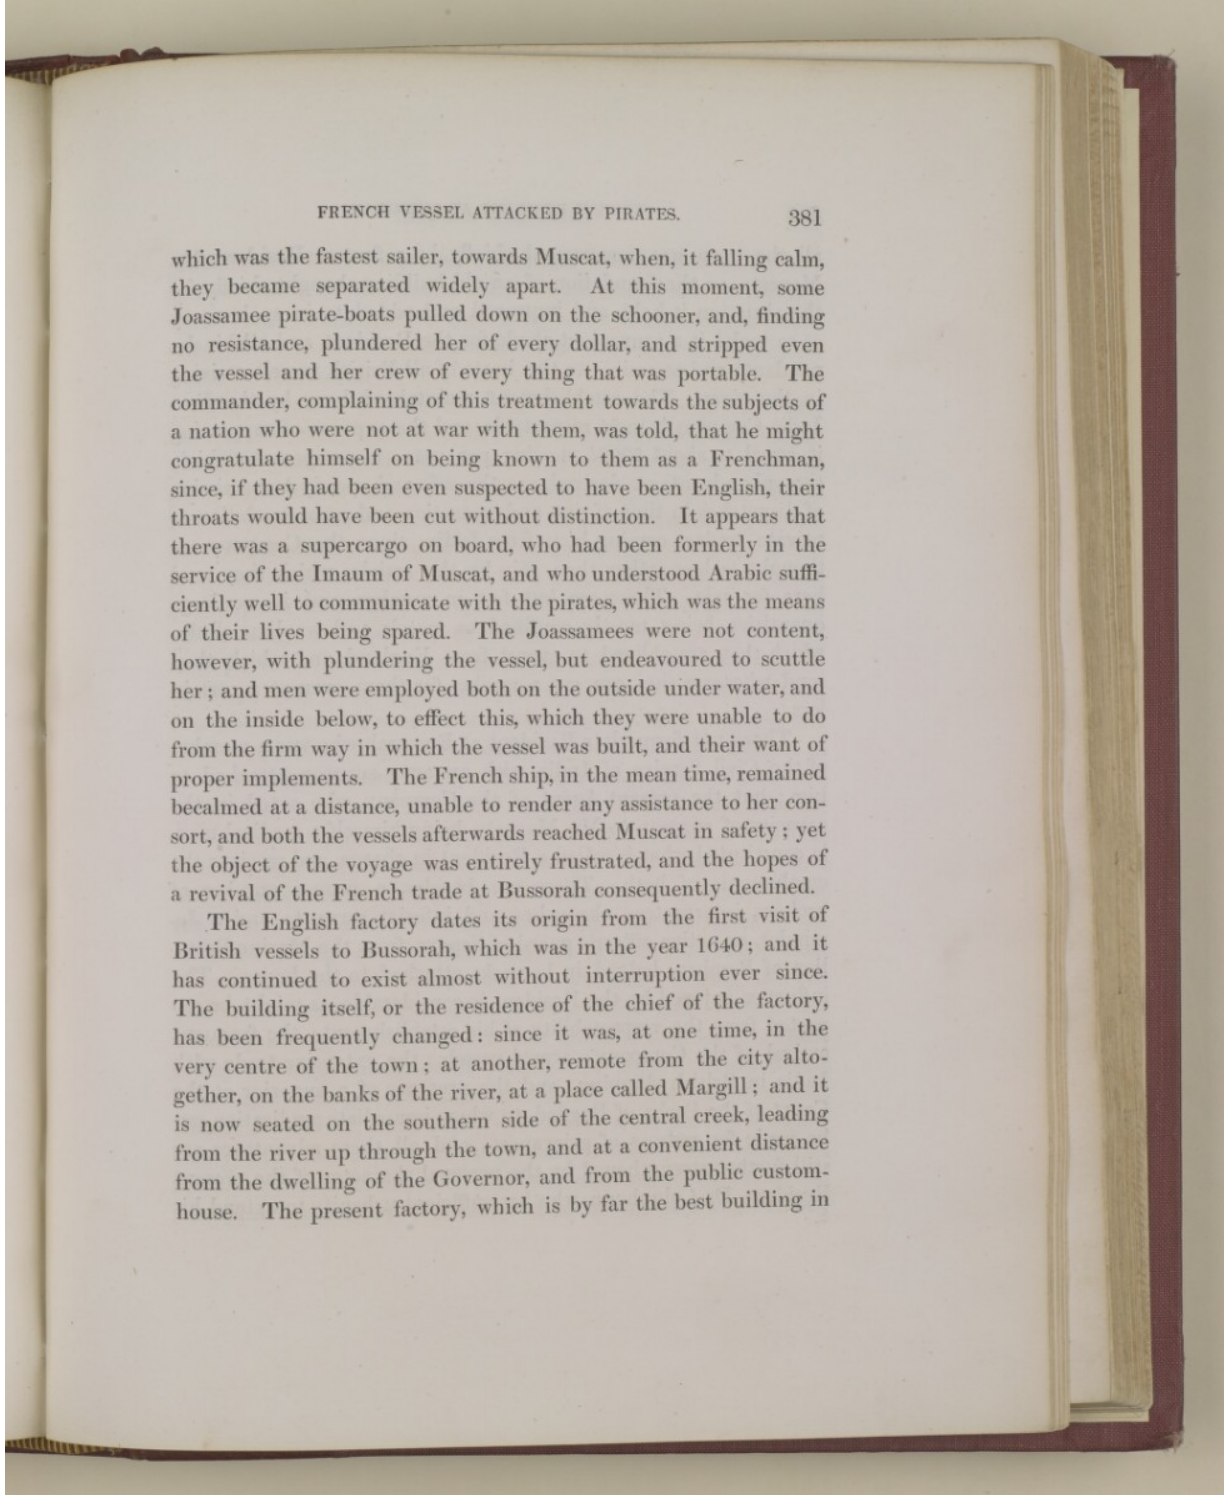 FRENCH VESSEL ATTACKED BY PIRATES. 381
which was the fastest sailer, towards Muscat, when, it falling calm,
they became separated widely apart. At this moment, some
Joassamee pirate-boats pulled down on the schooner, and, finding
no resistance, plundered her of every dollar, and stripped even
the vessel and her crew of every thing that was portable. The
commander, complaining of this treatment towards the subjects of
a nation who were not at war with them, was told, that he might
congratulate himself on being known to them as a Frenchman,
since, if they had been even suspected to have been English, their
throats would have been cut without distinction. It appears that
there was a supercargo on board, who had been formerly in the
service of the Imaum of Muscat, and who understood Arabic suffi-
ciently well to communicate with the pirates, which was the means
of their lives being spared. The Joassamees were not content,
however, with plundering the vessel, but endeavoured to scuttle
her ; and men were employed both on the outside under water, and
on the inside below, to effect this, which they were unable to do
from the firm way in which the vessel was built, and their want of
proper implements. The French ship, in the mean time, remained
becalmed at a distance, unable to render any assistance to her con-
sort, and both the vessels afterwards reached Muscat in safety ; yet
the object of the voyage was entirely frustrated, and the hopes of
a revival of the French trade at Bussorah consequently declined.
The English factory dates its origin from the first visit of
British vessels to Bussorah, which was in the year 1640 ; and it
has continued to exist almost without interruption ever since.
The building itself, or the residence of the chief of the factory,
has been frequently changed : since it was, at one time, in the
very centre of the town ; at another, remote from the city alto-
gether, on the banks of the river, at a place called Margill ; and it
is now seated on the southern side of the central creek, leading
from the river up through the town, and at a convenient distance
from the dwelling of the Governor, and from the public custom-
house. The present factory, which is by far the best building in